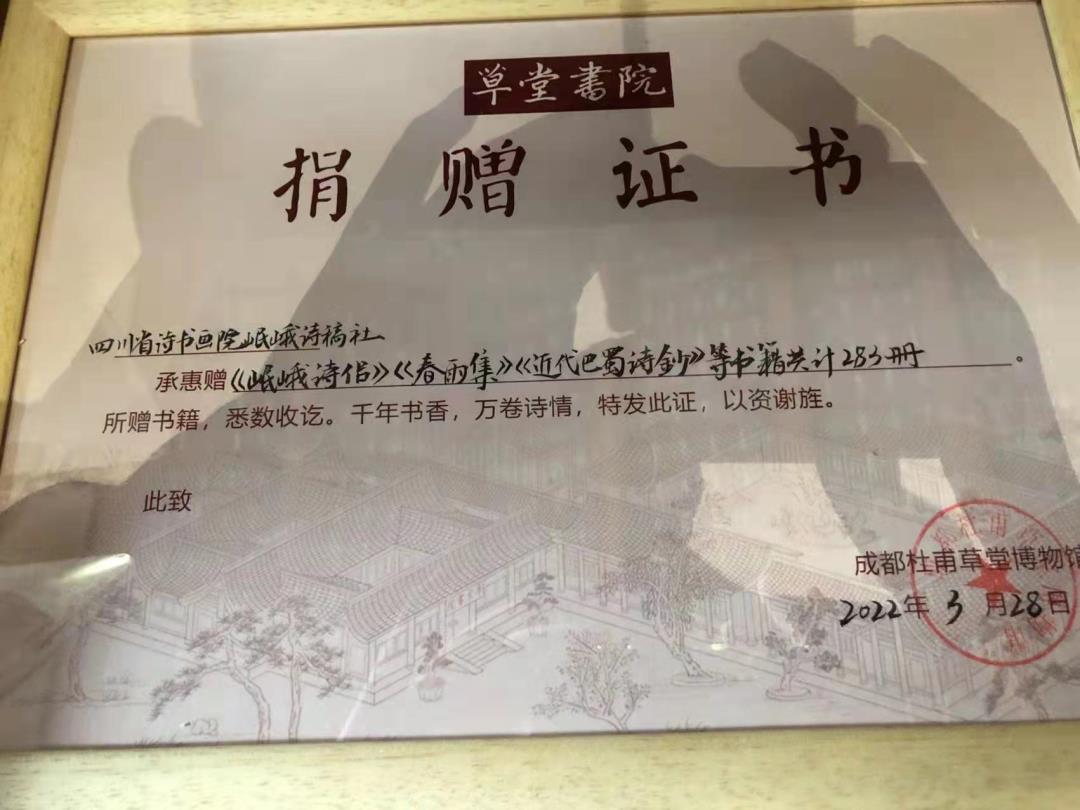 草堂書院
捐赠证书
四川省诗书画院岷峨诗稿社
承惠赠《岷峨诗侣》《春雨集》《近代巴蜀诗钞》等书籍共计283册。
所赠书籍，悉数收讫。千年书香，万卷诗情，特发此证，以资谢旌。
此致
成都杜甫草堂博物馆
2022年3月28日